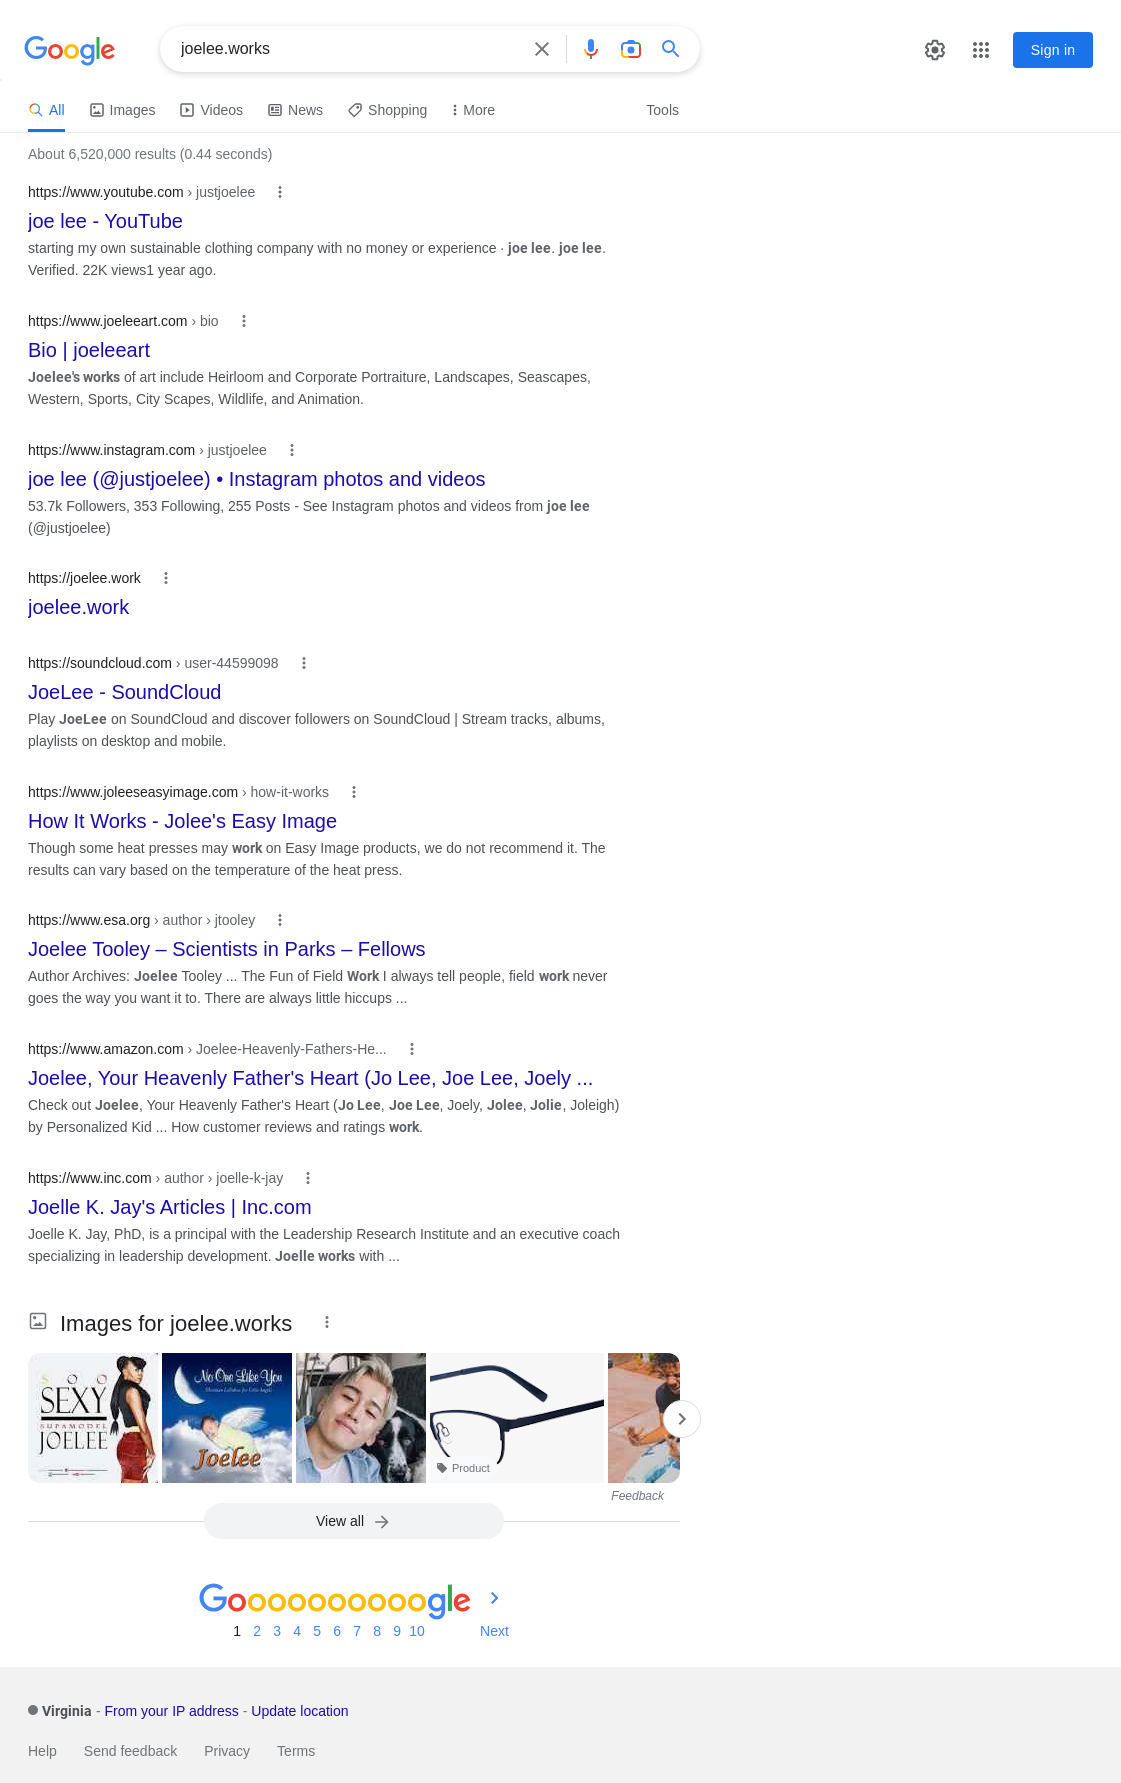 Google
joelee.works
Sign in
All Images Videos News Shopping More Tools
About 6,520,000 results (0.44 seconds)
https://www.youtube.com › justjoelee
joe lee - YouTube
starting my own sustainable clothing company with no money or experience · joe lee. joe lee.
Verified. 22K views1 year ago.
https://www.joeleeart.com › bio
Bio | joeleeart
Joelee's works of art include Heirloom and Corporate Portraiture, Landscapes, Seascapes,
Western, Sports, City Scapes, Wildlife, and Animation.
https://www.instagram.com › justjoelee
joe lee (@justjoelee) • Instagram photos and videos
53.7k Followers, 353 Following, 255 Posts - See Instagram photos and videos from joe lee
(@justjoelee)
https://joelee.work
joelee.work
https://soundcloud.com › user-44599098
JoeLee - SoundCloud
Play JoeLee on SoundCloud and discover followers on SoundCloud | Stream tracks, albums,
playlists on desktop and mobile.
https://www.joleeseasyimage.com › how-it-works
How It Works - Jolee's Easy Image
Though some heat presses may work on Easy Image products, we do not recommend it. The
results can vary based on the temperature of the heat press.
https://www.esa.org › author › jtooley
Joelee Tooley – Scientists in Parks – Fellows
Author Archives: Joelee Tooley ... The Fun of Field Work I always tell people, field work never
goes the way you want it to. There are always little hiccups ...
https://www.amazon.com › Joelee-Heavenly-Fathers-He...
Joelee, Your Heavenly Father's Heart (Jo Lee, Joe Lee, Joely ...
Check out Joelee, Your Heavenly Father's Heart (Jo Lee, Joe Lee, Joely, Jolee, Jolie, Joleigh)
by Personalized Kid ... How customer reviews and ratings work.
https://www.inc.com › author › joelle-k-jay
Joelle K. Jay's Articles | Inc.com
Joelle K. Jay, PhD, is a principal with the Leadership Research Institute and an executive coach
specializing in leadership development. Joelle works with ...
Images for joelee.works
SOO
SEXY
SUPAMODEL
JOELEE
No One Like You
Joelee
Product
Feedback
View all
Goooooooooogle
1 2 3 4 5 6 7 8 9 10 Next
Virginia - From your IP address - Update location
Help Send feedback Privacy Terms